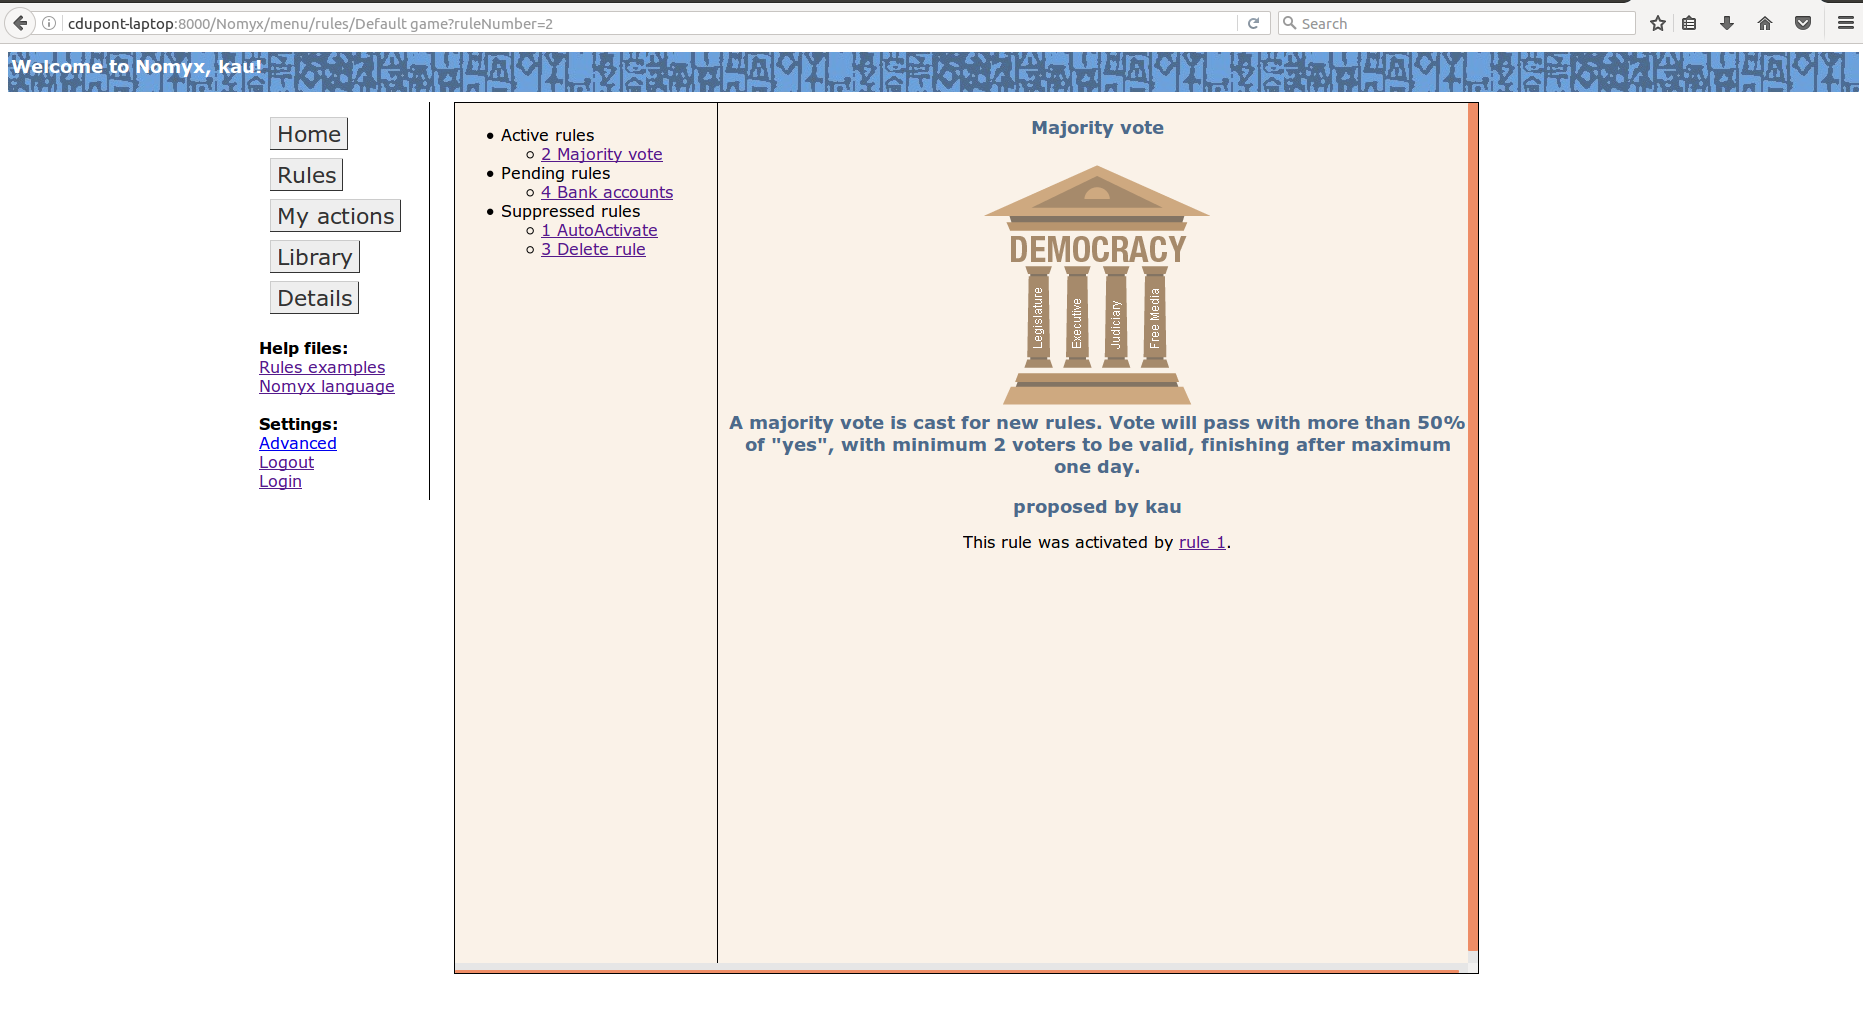 cdupont-laptop:8000/Nomyx/menu/rules/Default game?ruleNumber=2
Search
Welcome to Nomyx, kau!
Home
Rules
My actions
Library
Details
Help files:
Rules examples
Nomyx language
Settings:
Advanced
Logout
Login
Active rules
2 Majority vote
Pending rules
4 Bank accounts
Suppressed rules
1 AutoActivate
3 Delete rule
Majority vote
DEMOCRACY
Legislature
Executive
Judiciary
Free Media
A majority vote is cast for new rules. Vote will pass with more than 50%
of "yes", with minimum 2 voters to be valid, finishing after maximum
one day.
proposed by kau
This rule was activated by rule 1.